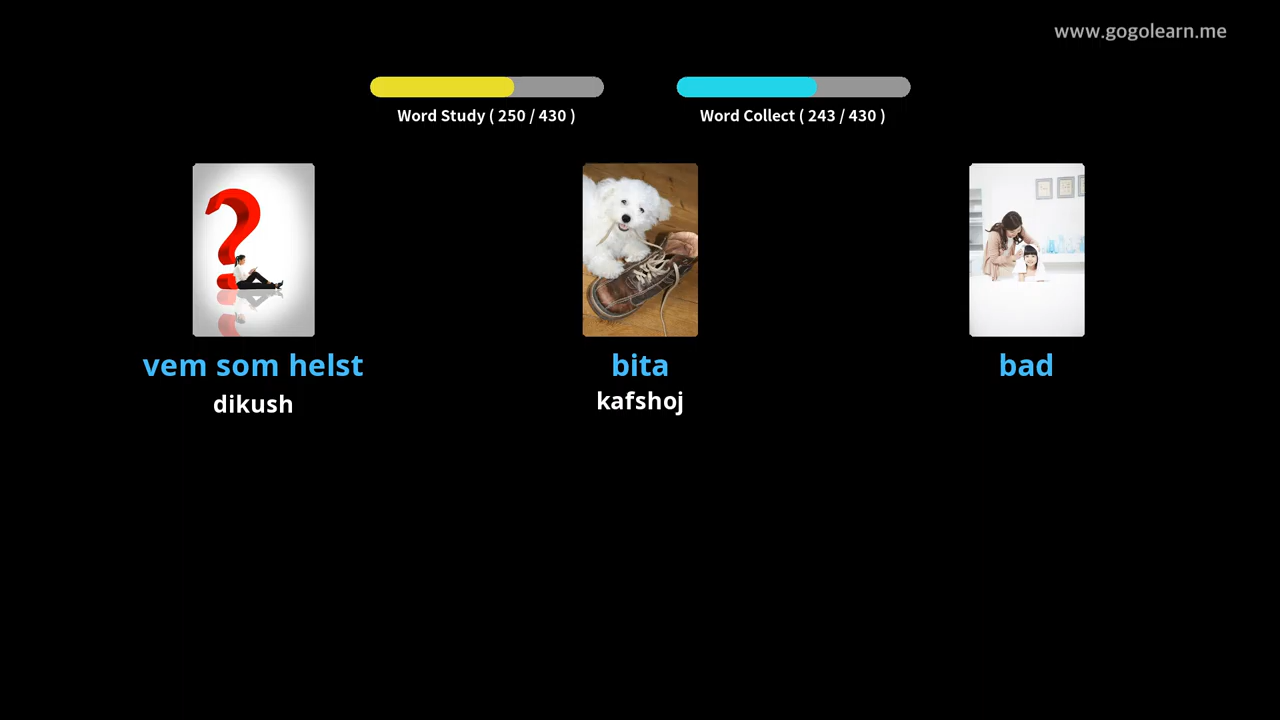 www.gogolearn.me
Word Study ( 250 / 430 )
Word Collect ( 243 / 430 )
vem som helst
dikush
bita
kafshoj
bad